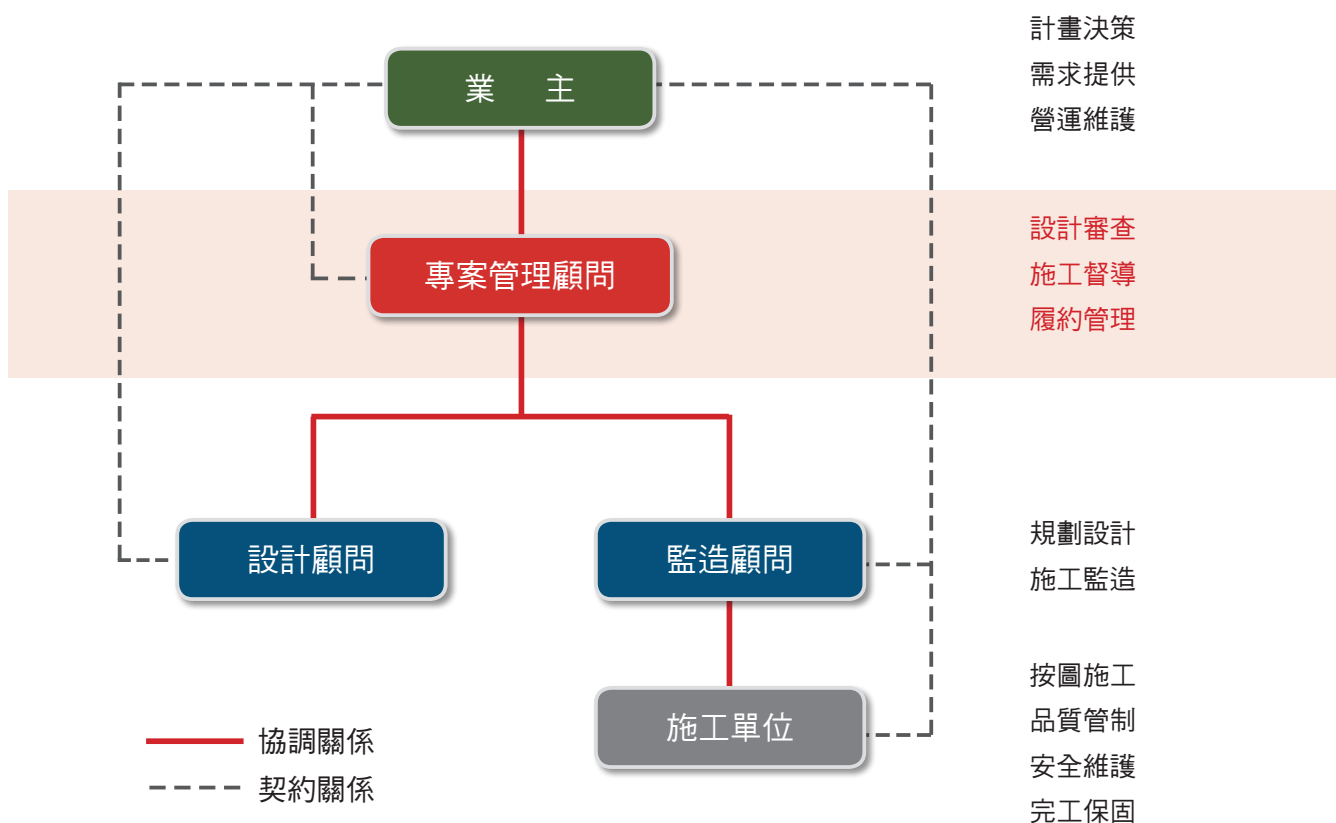 計畫決策
需求提供
營運維護
業 主
設計審查
施工督導
履約管理
專案管理顧問
規劃設計
施工監造
設計顧問
監造顧問
按圖施工
品質管制
安全維護
完工保固
施工單位
協調關係
契約關係